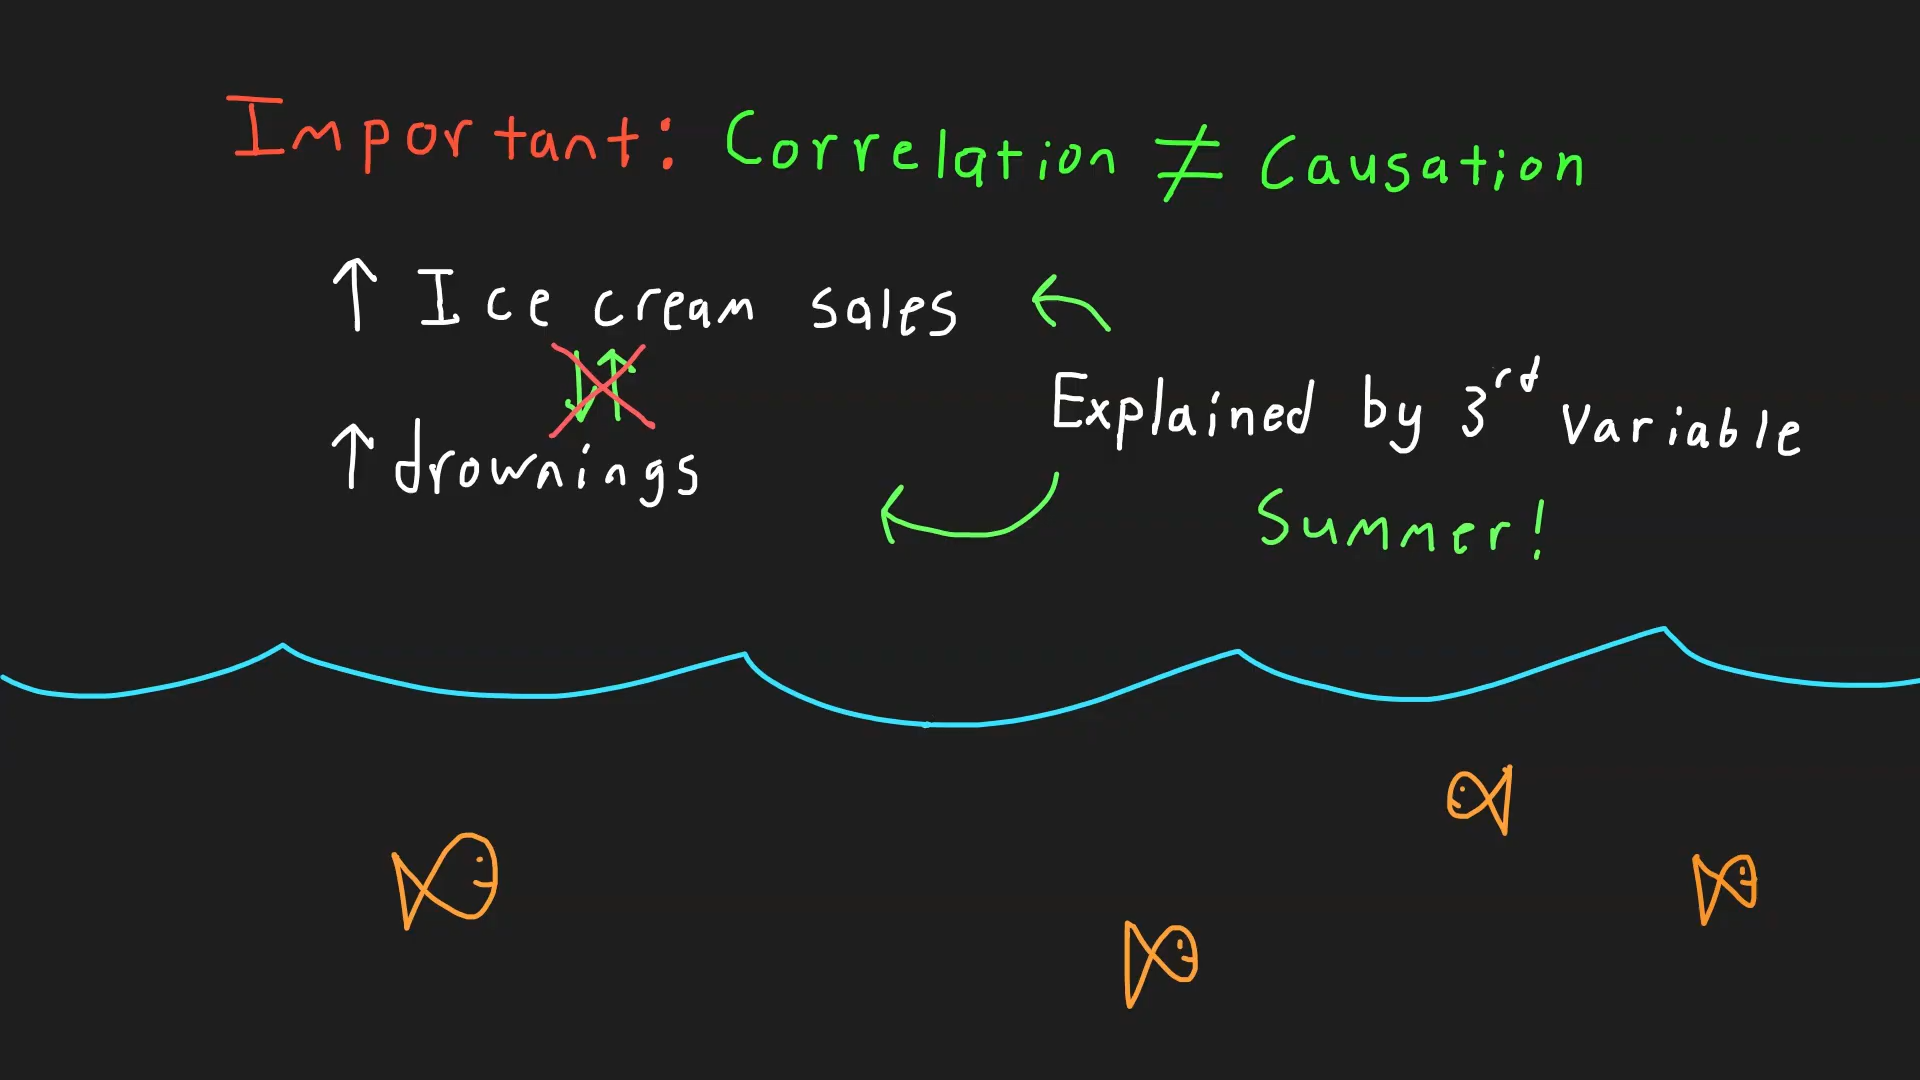 Important: Correlation ≠ Causation
↑ Ice cream sales
↑ drownings
Explained by 3rd variable
Summer!